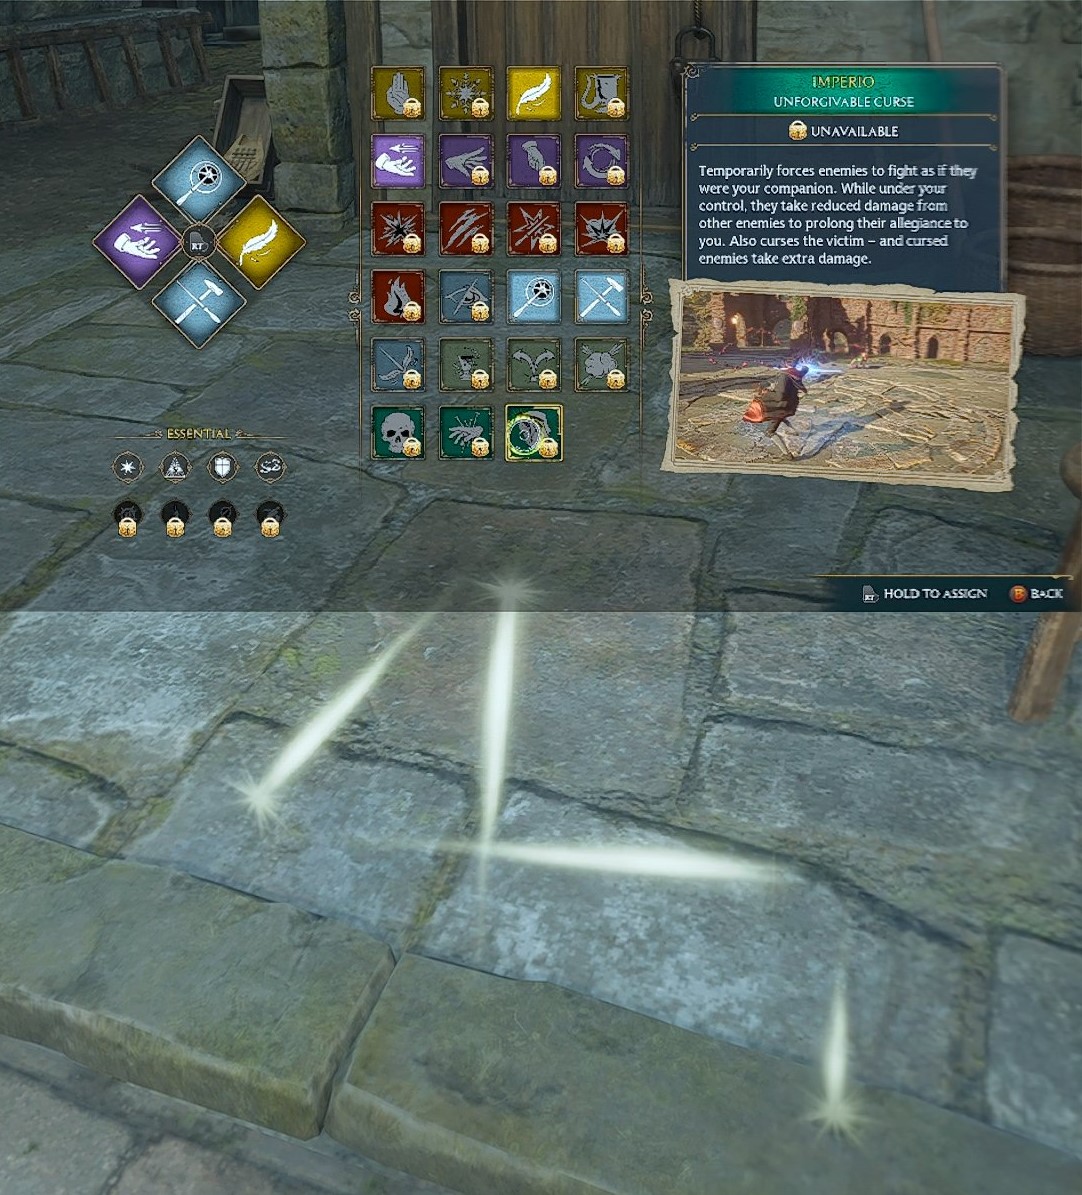 IMPERIO
UNFORGIVABLE CURSE
UNAVAILABLE
Temporarily forces enemies to fight as if they
were your companion. While under your
control, they take reduced damage from
other enemies to prolong their allegiance to
you. Also curses the victim – and cursed
enemies take extra damage.
RT
ESSENTIAL
RT HOLD TO ASSIGN B BACK